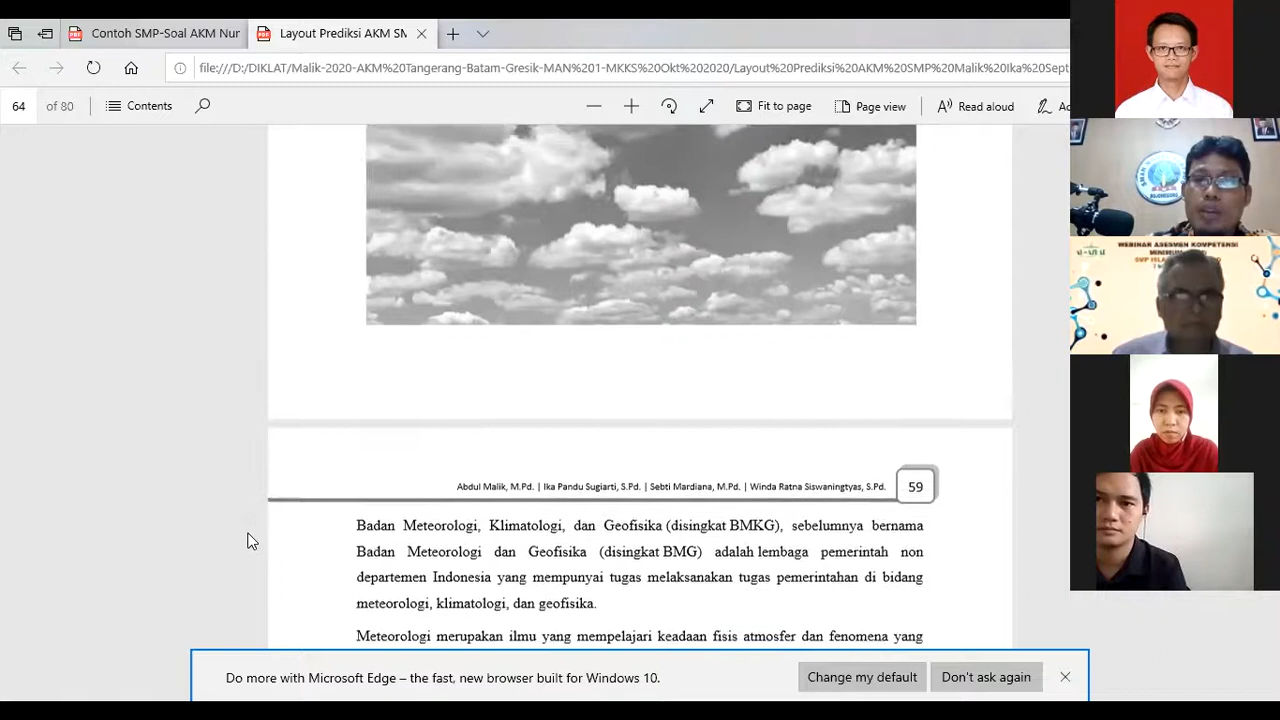 Contoh SMP-Soal AKM Nur
Layout Prediksi AKM SM
file:///D:/DIKLAT/Malik-2020-AKM%20Tangerang-Batam-Gresik-MAN%201-MKKS%20Okt%202020/Layout%20Prediksi%20AKM%20SMP%20Malik%20Ika%20Sept
64 of 80
Contents
Fit to page
Page view
Read aloud
Abdul Malik, M.Pd. | Ika Pandu Sugiarti, S.Pd. | Sebti Mardiana, M.Pd. | Winda Ratna Siswaningtyas, S.Pd. 59
Badan Meteorologi, Klimatologi, dan Geofisika (disingkat BMKG), sebelumnya bernama
Badan Meteorologi dan Geofisika (disingkat BMG) adalah lembaga pemerintah non
departemen Indonesia yang mempunyai tugas melaksanakan tugas pemerintahan di bidang
meteorologi, klimatologi, dan geofisika.
Meteorologi merupakan ilmu yang mempelajari keadaan fisis atmosfer dan fenomena yang
Do more with Microsoft Edge – the fast, new browser built for Windows 10.
Change my default
Don't ask again
WEBINAR ASESMEN KOMPETENSI
SMP ISLA
BOJONEGORO